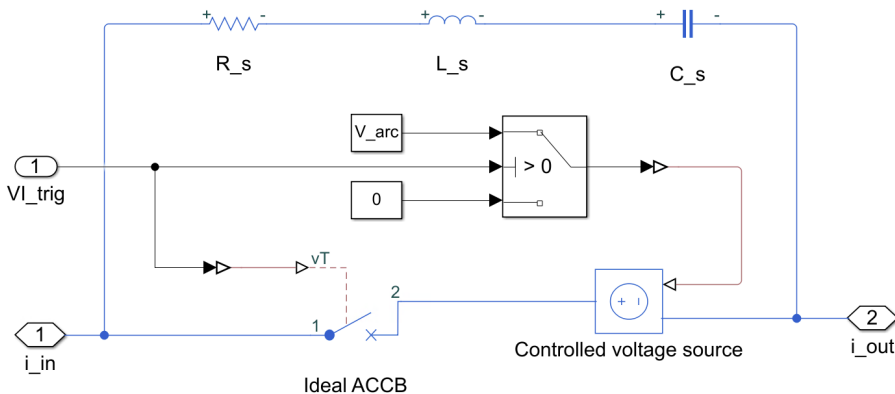 + - + - + -
R_s L_s C_s
V_arc
1 > 0
VI_trig
0
vT
2
+ -
1 1 2
i_in Controlled voltage source i_out
Ideal ACCB